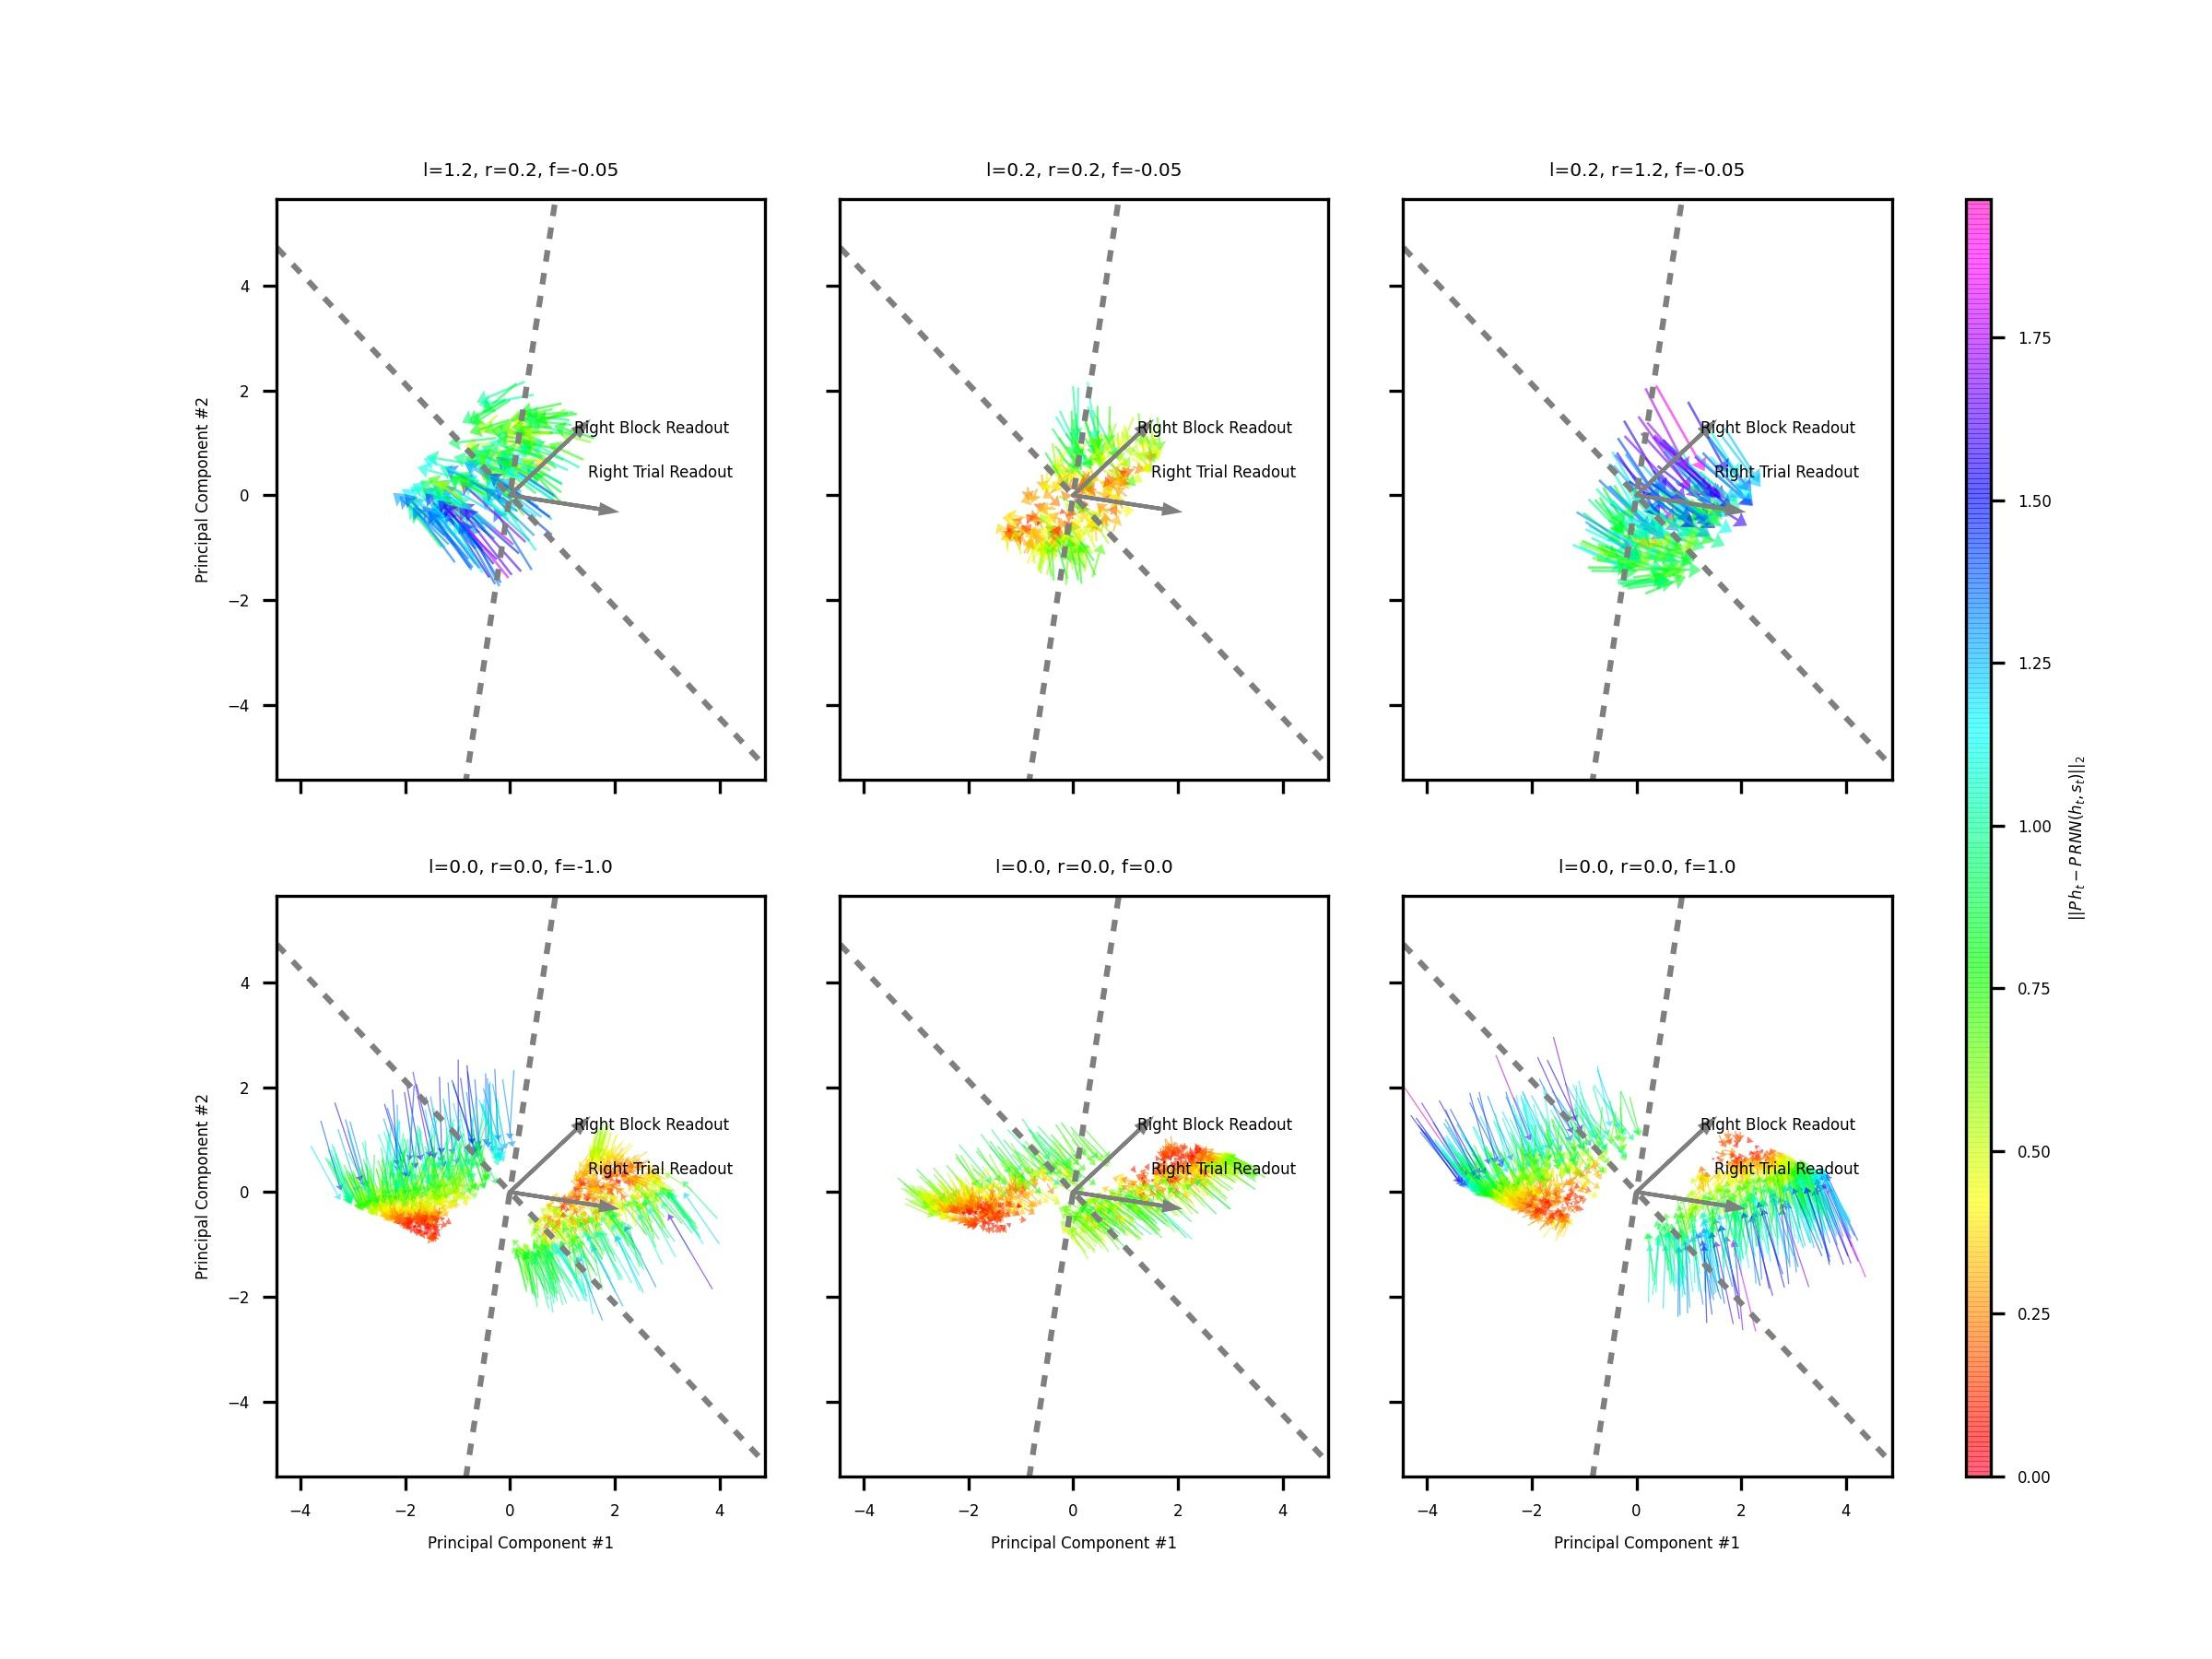 l=1.2, r=0.2, f=-0.05
l=0.2, r=0.2, f=-0.05
l=0.2, r=1.2, f=-0.05
Principal Component #2
4
2
0
−2
−4
Right Block Readout
Right Trial Readout
Right Block Readout
Right Trial Readout
Right Block Readout
Right Trial Readout
l=0.0, r=0.0, f=-1.0
l=0.0, r=0.0, f=0.0
l=0.0, r=0.0, f=1.0
Principal Component #2
4
2
0
−2
−4
Right Block Readout
Right Trial Readout
Right Block Readout
Right Trial Readout
Right Block Readout
Right Trial Readout
−4 −2 0 2 4
−4 −2 0 2 4
−4 −2 0 2 4
Principal Component #1
Principal Component #1
Principal Component #1
1.75
1.50
1.25
1.00
0.75
0.50
0.25
0.00
||Ph_t − PRNN(h_t, s_t)||_2